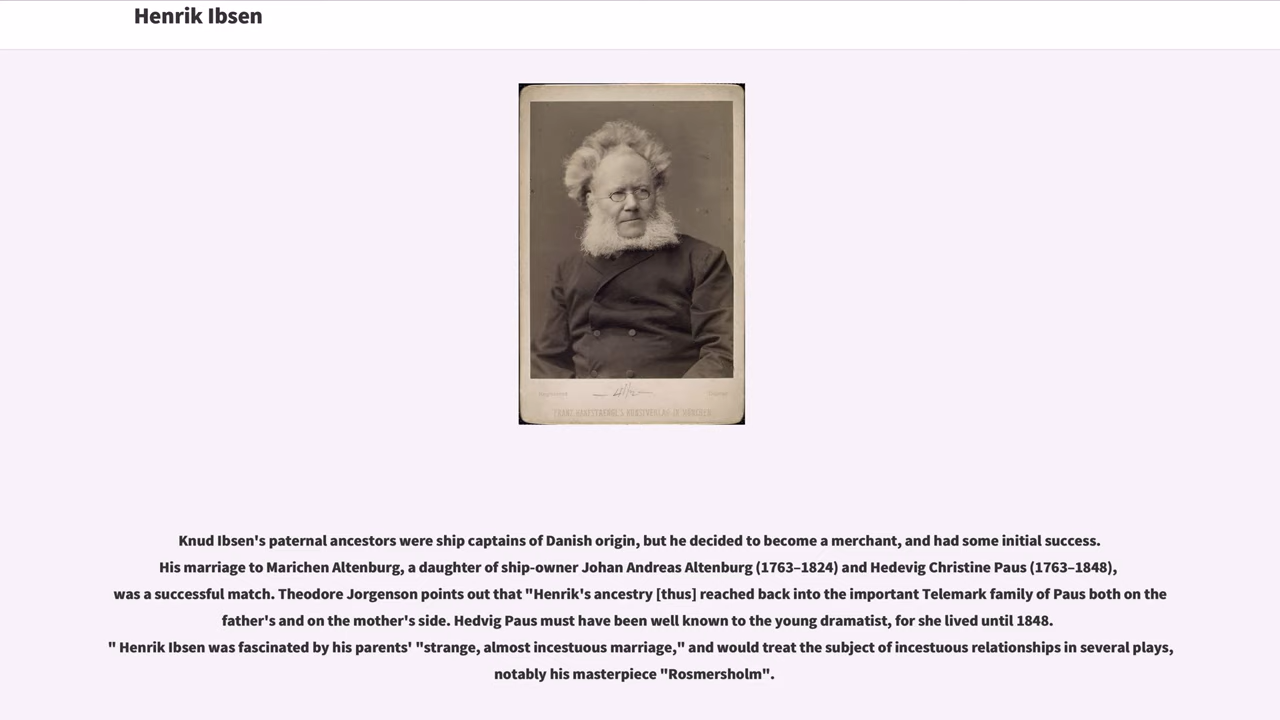 Henrik Ibsen
FRANZ HANFSTAENGL'S KUNSTVERLAG IN MÜNCHEN
Knud Ibsen's paternal ancestors were ship captains of Danish origin, but he decided to become a merchant, and had some initial success.
His marriage to Marichen Altenburg, a daughter of ship-owner Johan Andreas Altenburg (1763–1824) and Hedevig Christine Paus (1763–1848),
was a successful match. Theodore Jorgenson points out that "Henrik's ancestry [thus] reached back into the important Telemark family of Paus both on the
father's and on the mother's side. Hedvig Paus must have been well known to the young dramatist, for she lived until 1848.
" Henrik Ibsen was fascinated by his parents' "strange, almost incestuous marriage," and would treat the subject of incestuous relationships in several plays,
notably his masterpiece "Rosmersholm".